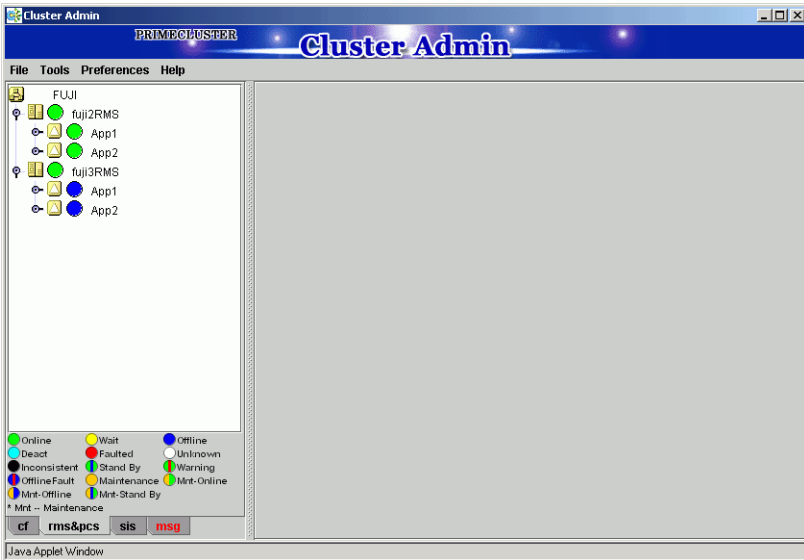 Cluster Admin
PRIMECLUSTER
Cluster Admin
File Tools Preferences Help
FUJI
fuji2RMS
App1
App2
fuji3RMS
App1
App2
Online Wait Offline
Deact Faulted Unknown
Inconsistent Stand By Warning
OfflineFault Maintenance Mnt-Online
Mnt-Offline Mnt-Stand By
* Mnt -- Maintenance
cf rms&pcs sis msg
Java Applet Window